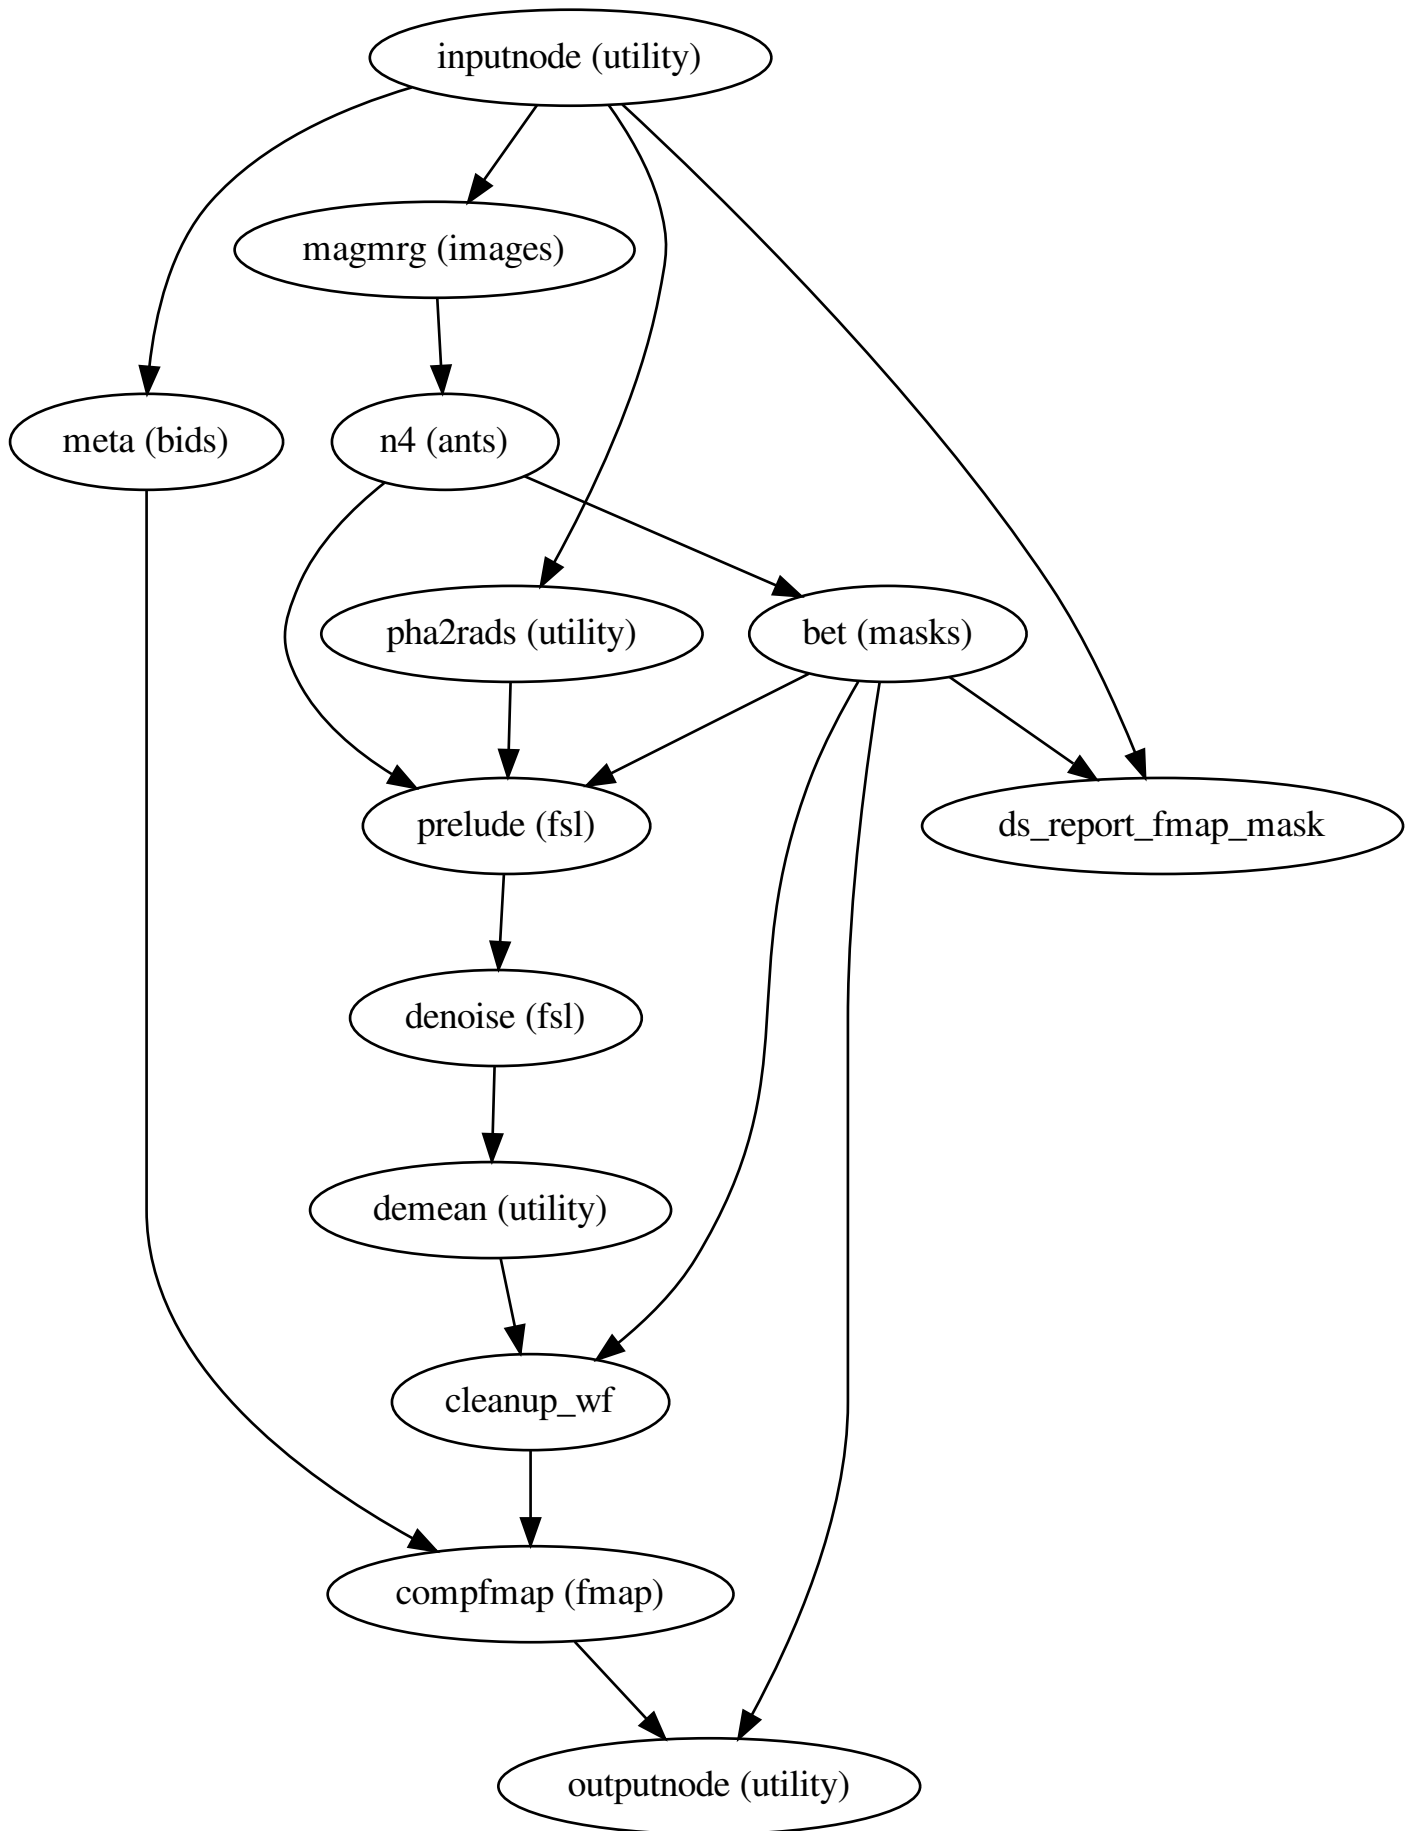 inputnode (utility)
magmrg (images)
meta (bids)
n4 (ants)
pha2rads (utility)
bet (masks)
prelude (fsl)
ds_report_fmap_mask
denoise (fsl)
demean (utility)
cleanup_wf
compfmap (fmap)
outputnode (utility)